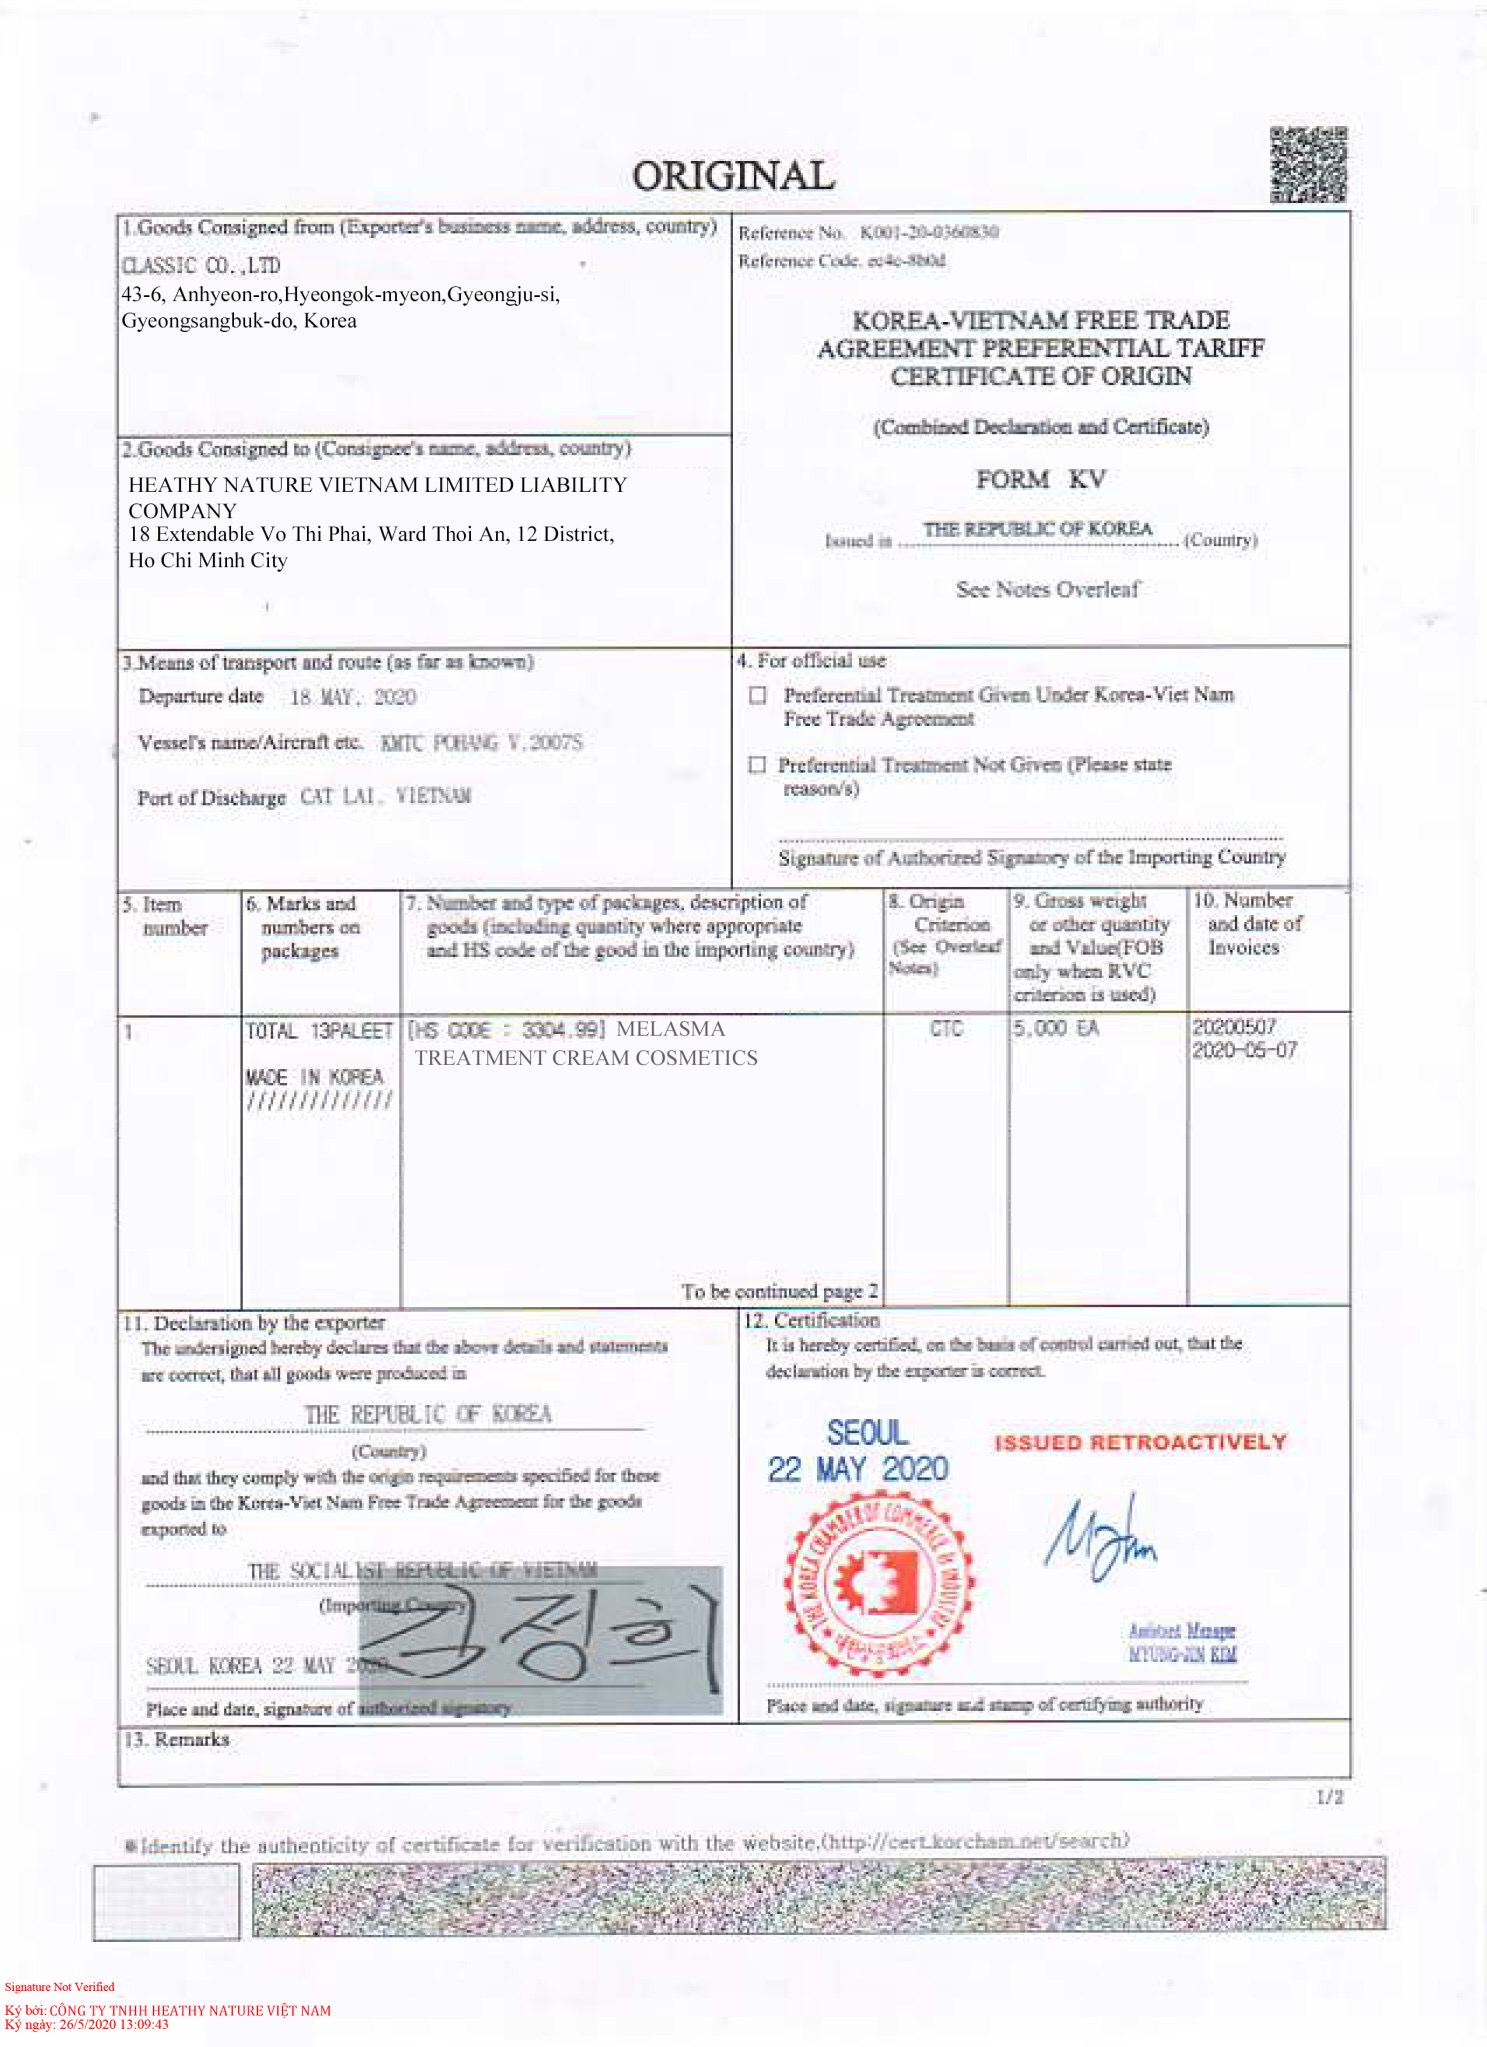 ORIGINAL
1.Goods Consigned from (Exporter's business name, address, country)
CLASSIC CO.,LTD
43-6, Anhyeon-ro,Hyeongok-myeon,Gyeongju-si,
Gyeongsangbuk-do, Korea
Reference No. K001-20-0360830
Reference Code. ec4c-8b0d
KOREA-VIETNAM FREE TRADE
AGREEMENT PREFERENTIAL TARIFF
CERTIFICATE OF ORIGIN
(Combined Declaration and Certificate)
FORM KV
Issued in THE REPUBLIC OF KOREA (Country)
See Notes Overleaf
2.Goods Consigned to (Consignee's name, address, country)
HEATHY NATURE VIETNAM LIMITED LIABILITY
COMPANY
18 Extendable Vo Thi Phai, Ward Thoi An, 12 District,
Ho Chi Minh City
3.Means of transport and route (as far as known)
Departure date 18 MAY, 2020
Vessel's name/Aircraft etc. KMTC POHANG V.2007S
Port of Discharge CAT LAI, VIETNAM
4. For official use
☐ Preferential Treatment Given Under Korea-Viet Nam
Free Trade Agreement
☐ Preferential Treatment Not Given (Please state
reason/s)
Signature of Authorized Signatory of the Importing Country
5. Item
number
6. Marks and
numbers on
packages
7. Number and type of packages, description of
goods (including quantity where appropriate
and HS code of the good in the importing country)
8. Origin
Criterion
(See Overleaf
Notes)
9. Gross weight
or other quantity
and Value(FOB
only when RVC
criterion is used)
10. Number
and date of
Invoices
1
TOTAL 13PALEET
MADE IN KOREA
//////////////
[HS CODE : 3304.99] MELASMA
TREATMENT CREAM COSMETICS
CTC
5,000 EA
20200507
2020-05-07
To be continued page 2
11. Declaration by the exporter
The undersigned hereby declares that the above details and statements
are correct, that all goods were produced in
THE REPUBLIC OF KOREA
(Country)
and that they comply with the origin requirements specified for these
goods in the Korea-Viet Nam Free Trade Agreement for the goods
exported to
THE SOCIALIST REPUBLIC OF VIETNAM
(Importing Country
김정희
SEOUL KOREA 22 MAY 2020
Place and date, signature of authorized signatory
12. Certification
It is hereby certified, on the basis of control carried out, that the
declaration by the exporter is correct.
SEOUL
22 MAY 2020
ISSUED RETROACTIVELY
THE KOREA CHAMBER OF COMMERCE & INDUSTRY
대한상공회의소
Assistant Manager
MYUNG-JIN KIM
Place and date, signature and stamp of certifying authority
13. Remarks
1/2
※Identify the authenticity of certificate for verification with the website.(http://cert.korcham.net/search)
Signature Not Verified
Ký bởi: CÔNG TY TNHH HEATHY NATURE VIỆT NAM
Ký ngày: 26/5/2020 13:09:43